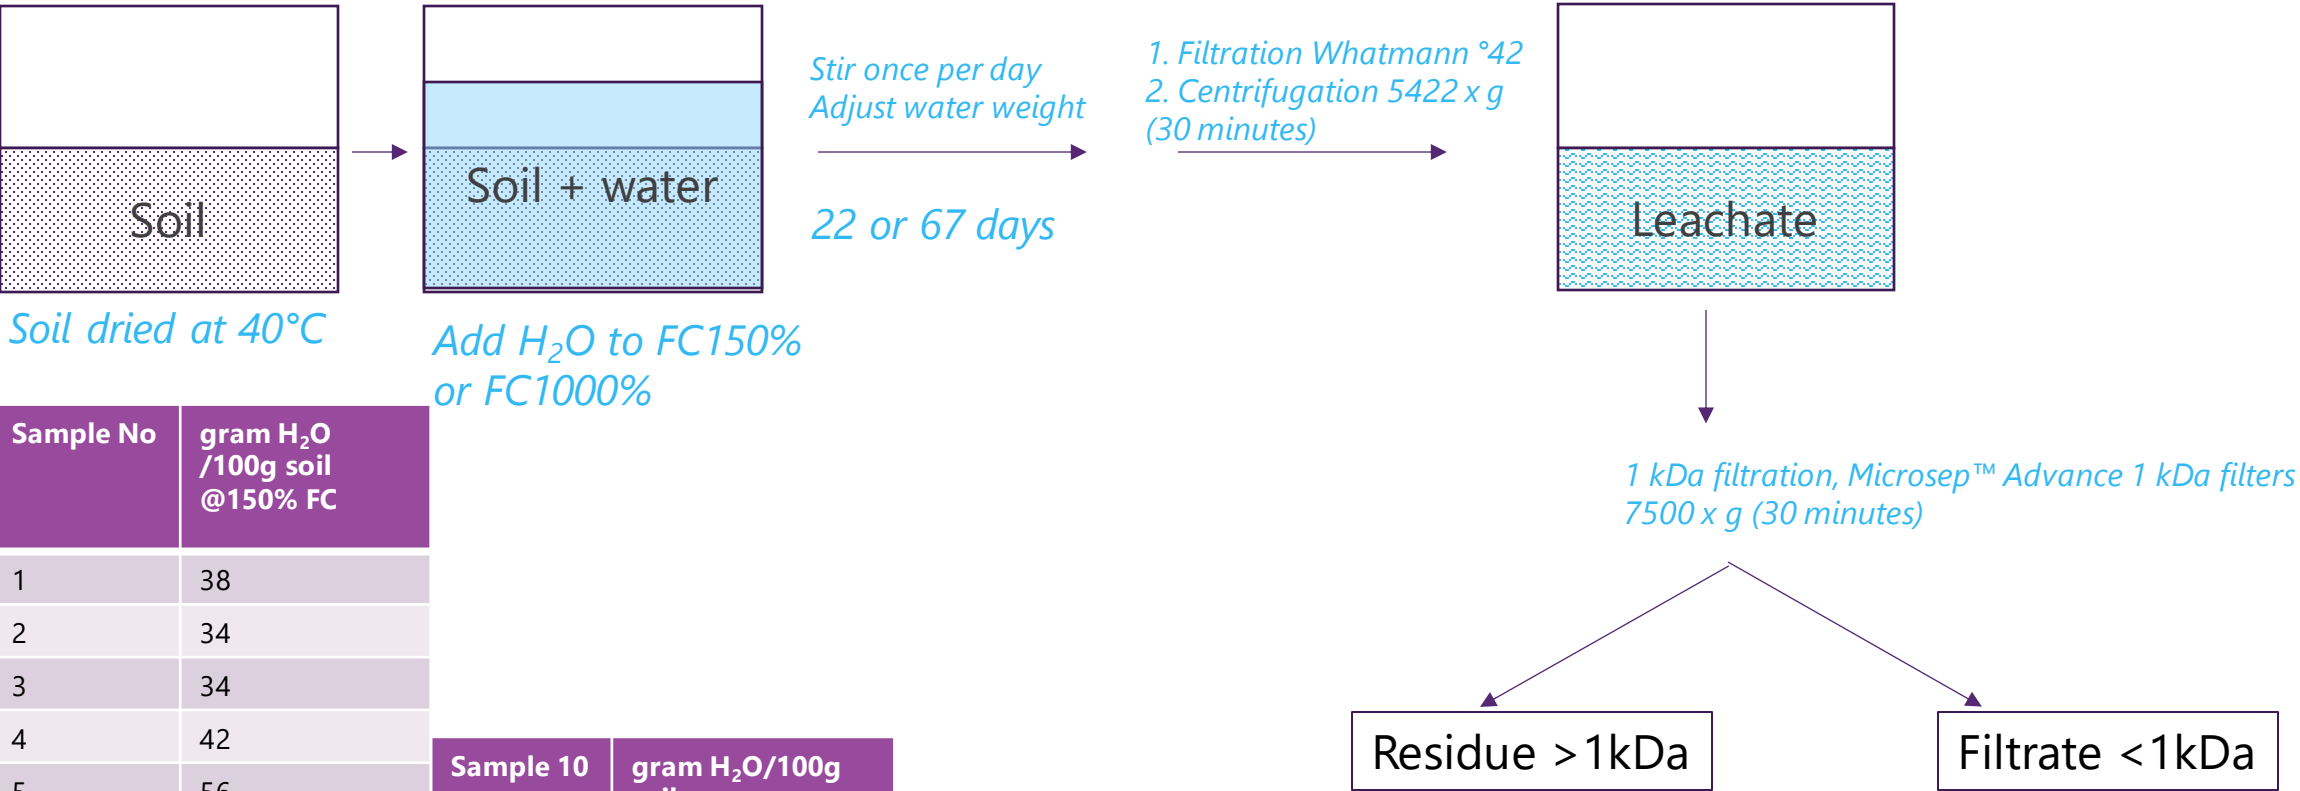 Soil
Soil + water
Stir once per day
Adjust water weight
22 or 67 days
1. Filtration Whatmann °42
2. Centrifugation 5422 x g
(30 minutes)
Leachate
Soil dried at 40°C
Add H₂O to FC150%
or FC1000%
1 kDa filtration, Microsep™ Advance 1 kDa filters
7500 x g (30 minutes)
Residue >1kDa
Filtrate <1kDa
Sample No
gram H₂O
/100g soil
@150% FC
1 38
2 34
3 34
4 42
5 56
Sample 10
gram H₂O/100g